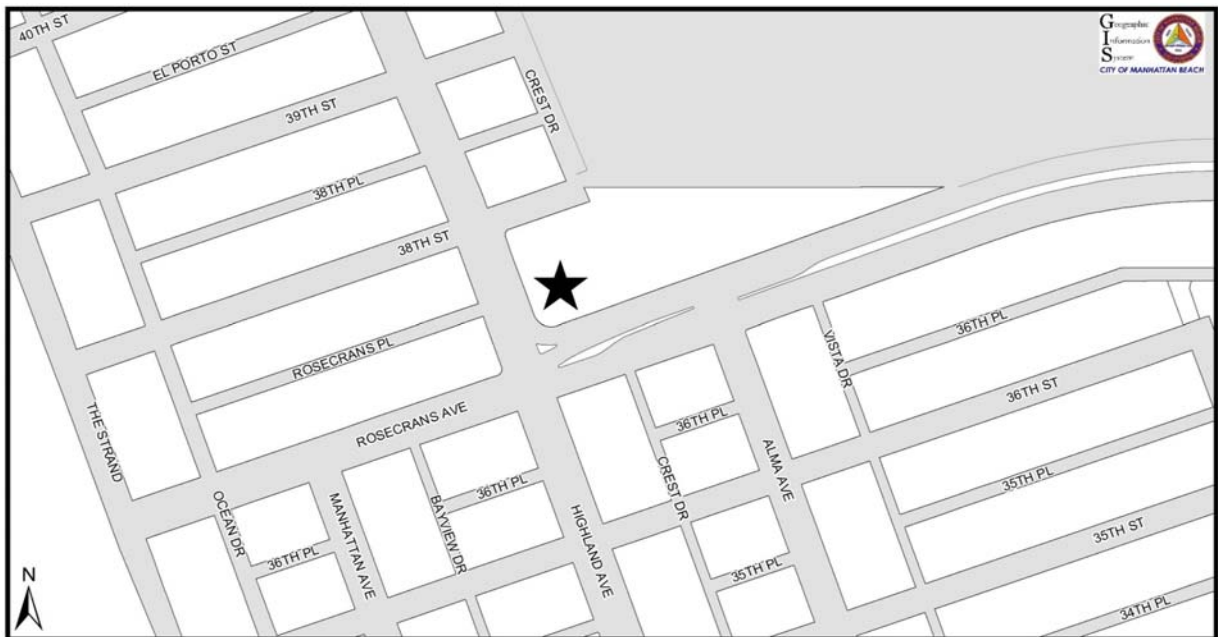 40TH ST
EL PORTO ST
39TH ST
CREST DR
38TH PL
38TH ST
ROSECRANS PL
ROSECRANS AVE
THE STRAND
OCEAN DR
36TH PL
MANHATTAN AVE
BAYVIEW DR
36TH PL
HIGHLAND AVE
36TH PL
CREST DR
ALMA AVE
35TH PL
VISTA DR
36TH PL
36TH ST
35TH PL
35TH ST
34TH PL
N
Geographic
Information
System
CITY OF MANHATTAN BEACH